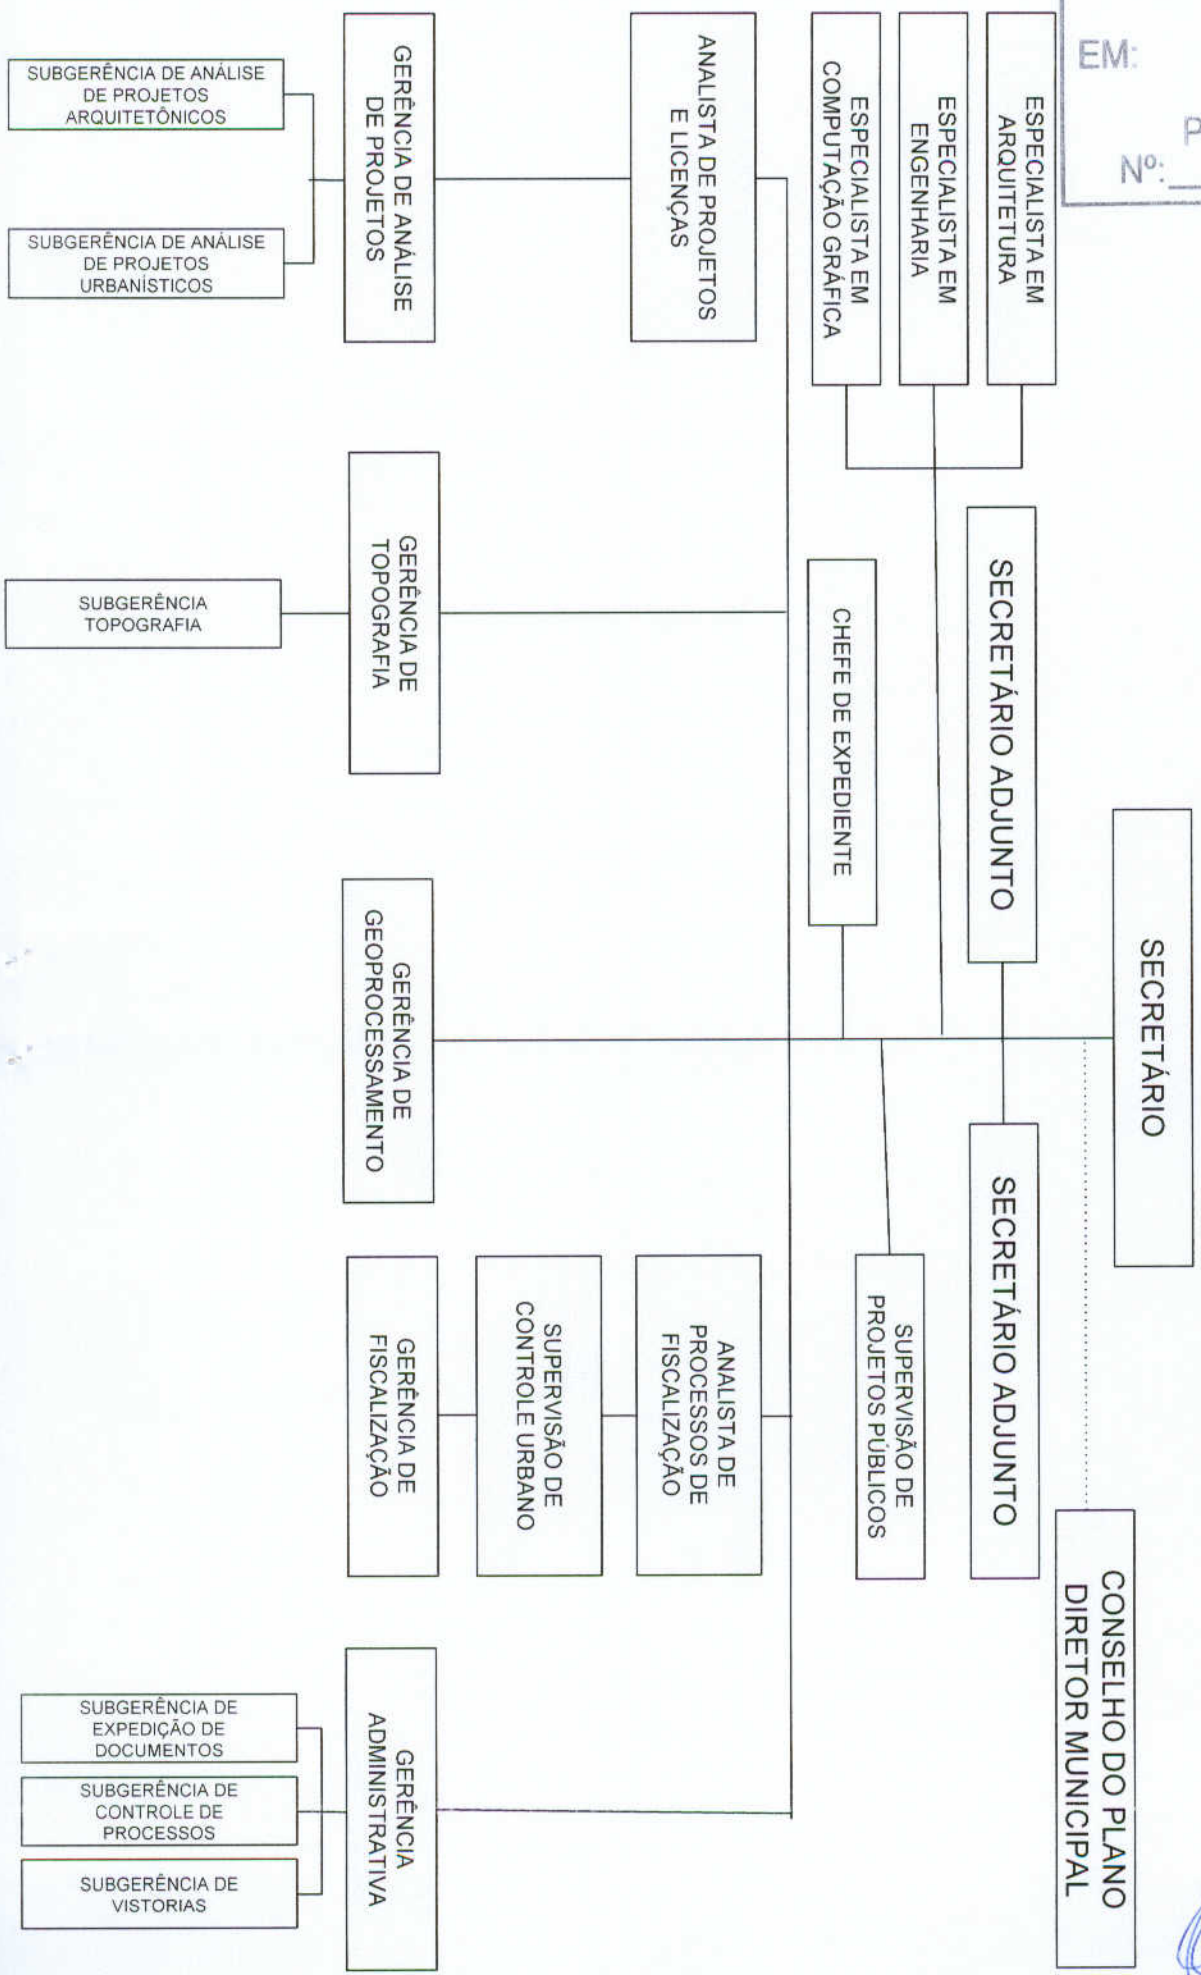 EM:
Nº:
SECRETÁRIO
CONSELHO DO PLANO
DIRETOR MUNICIPAL
SECRETÁRIO ADJUNTO
SECRETÁRIO ADJUNTO
ESPECIALISTA EM
ARQUITETURA
ESPECIALISTA EM
ENGENHARIA
ESPECIALISTA EM
COMPUTAÇÃO GRÁFICA
CHEFE DE EXPEDIENTE
SUPERVISÃO DE
PROJETOS PÚBLICOS
ANALISTA DE PROJETOS
E LICENÇAS
ANALISTA DE
PROCESSOS DE
FISCALIZAÇÃO
SUPERVISÃO DE
CONTROLE URBANO
GERÊNCIA DE ANÁLISE
DE PROJETOS
GERÊNCIA DE
TOPOGRAFIA
GERÊNCIA DE
GEOPROCESSAMENTO
GERÊNCIA DE
FISCALIZAÇÃO
GERÊNCIA
ADMINISTRATIVA
SUBGERÊNCIA DE ANÁLISE
DE PROJETOS
ARQUITETÔNICOS
SUBGERÊNCIA DE ANÁLISE
DE PROJETOS
URBANÍSTICOS
SUBGERÊNCIA
TOPOGRAFIA
SUBGERÊNCIA DE
EXPEDIÇÃO DE
DOCUMENTOS
SUBGERÊNCIA DE
CONTROLE DE
PROCESSOS
SUBGERÊNCIA DE
VISTORIAS